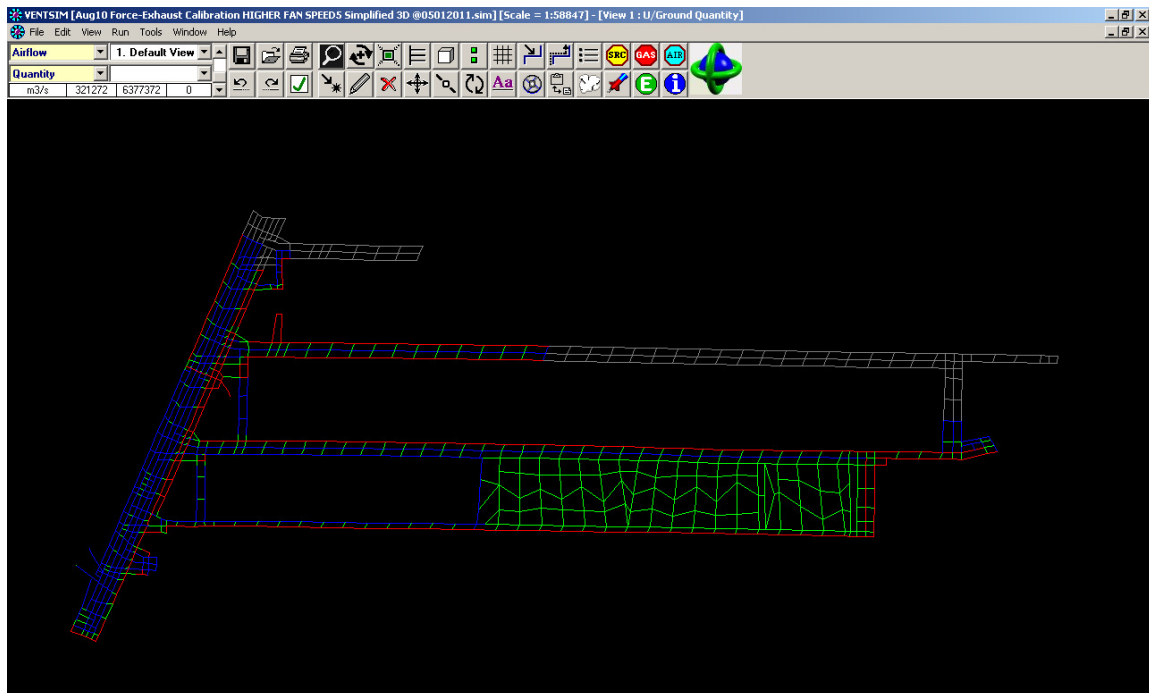 VENTSIM [Aug10 Force-Exhaust Calibration HIGHER FAN SPEEDS Simplified 3D @05012011.sim] [Scale = 1:58847] - [View 1 : U/Ground Quantity]
File Edit View Run Tools Window Help
Airflow 1. Default View SRC GAS AIR
Quantity Aa E i
m3/s 321272 6377372 0